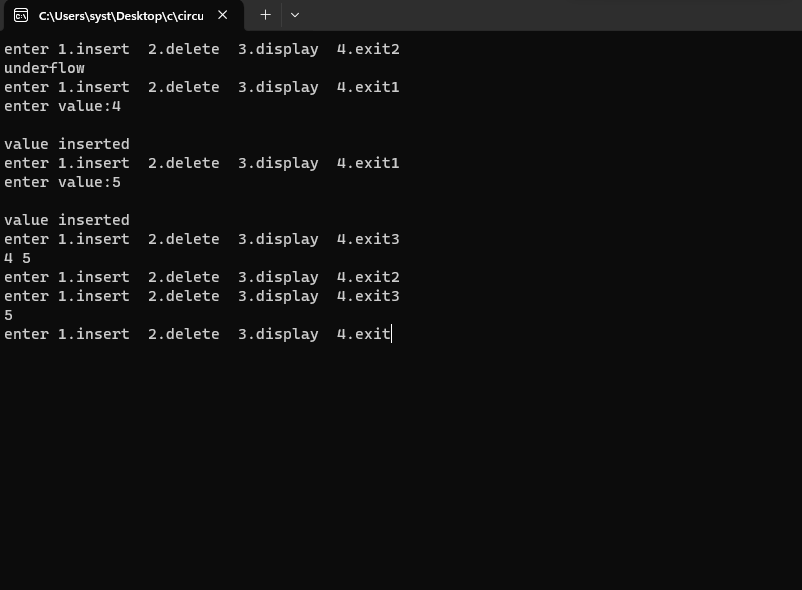 C:\Users\syst\Desktop\c\circu
enter 1.insert  2.delete  3.display  4.exit2
underflow
enter 1.insert  2.delete  3.display  4.exit1
enter value:4
value inserted
enter 1.insert  2.delete  3.display  4.exit1
enter value:5
value inserted
enter 1.insert  2.delete  3.display  4.exit3
4 5
enter 1.insert  2.delete  3.display  4.exit2
enter 1.insert  2.delete  3.display  4.exit3
5
enter 1.insert  2.delete  3.display  4.exit